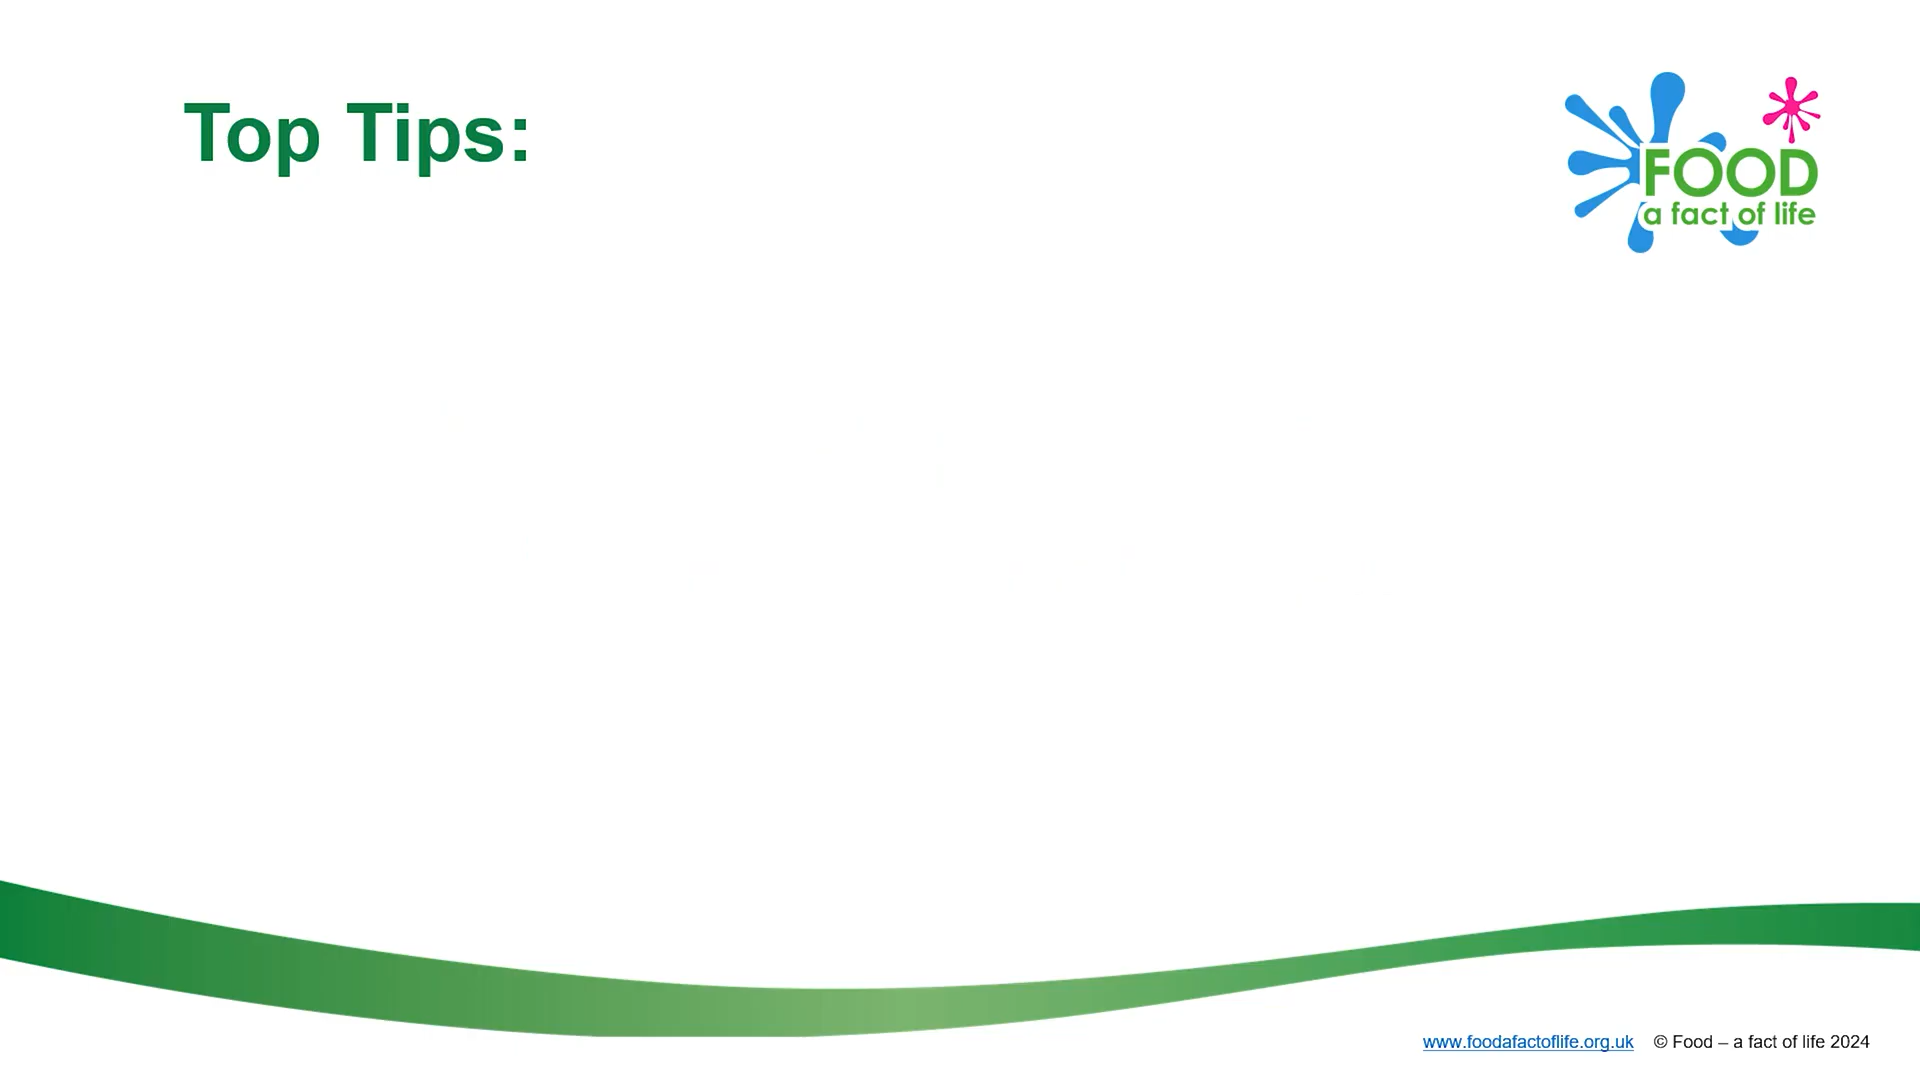 Top Tips:
FOOD
a fact of life
www.foodafactoflife.org.uk © Food – a fact of life 2024